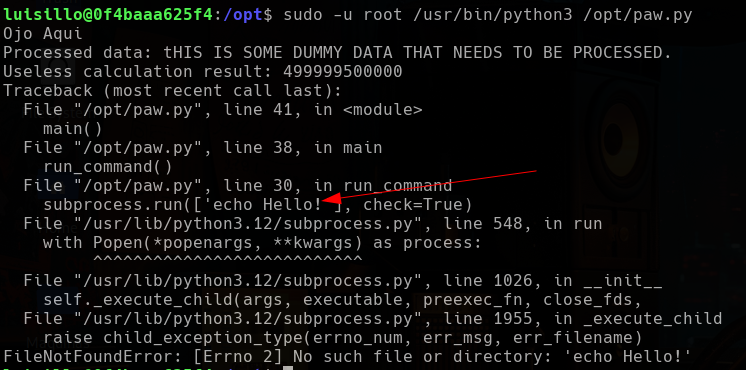 luisillo@0f4baaa625f4:/opt$ sudo -u root /usr/bin/python3 /opt/paw.py
Ojo Aqui
Processed data: tHIS IS SOME DUMMY DATA THAT NEEDS TO BE PROCESSED.
Useless calculation result: 499999500000
Traceback (most recent call last):
  File "/opt/paw.py", line 41, in <module>
    main()
  File "/opt/paw.py", line 38, in main
    run_command()
  File "/opt/paw.py", line 30, in run_command
    subprocess.run(['echo Hello!'], check=True)
  File "/usr/lib/python3.12/subprocess.py", line 548, in run
    with Popen(*popenargs, **kwargs) as process:
         ^^^^^^^^^^^^^^^^^^^^^^^^^^^
  File "/usr/lib/python3.12/subprocess.py", line 1026, in __init__
    self._execute_child(args, executable, preexec_fn, close_fds,
  File "/usr/lib/python3.12/subprocess.py", line 1955, in _execute_child
    raise child_exception_type(errno_num, err_msg, err_filename)
FileNotFoundError: [Errno 2] No such file or directory: 'echo Hello!'